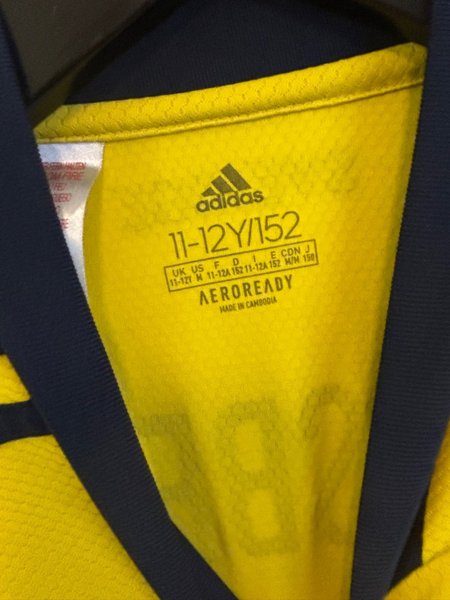 adidas
11-12Y/152
UK US F D I E CDN J
11-12Y M 11-12A 152 11-12A 152 M/M 150
AEROREADY
MADE IN CAMBODIA